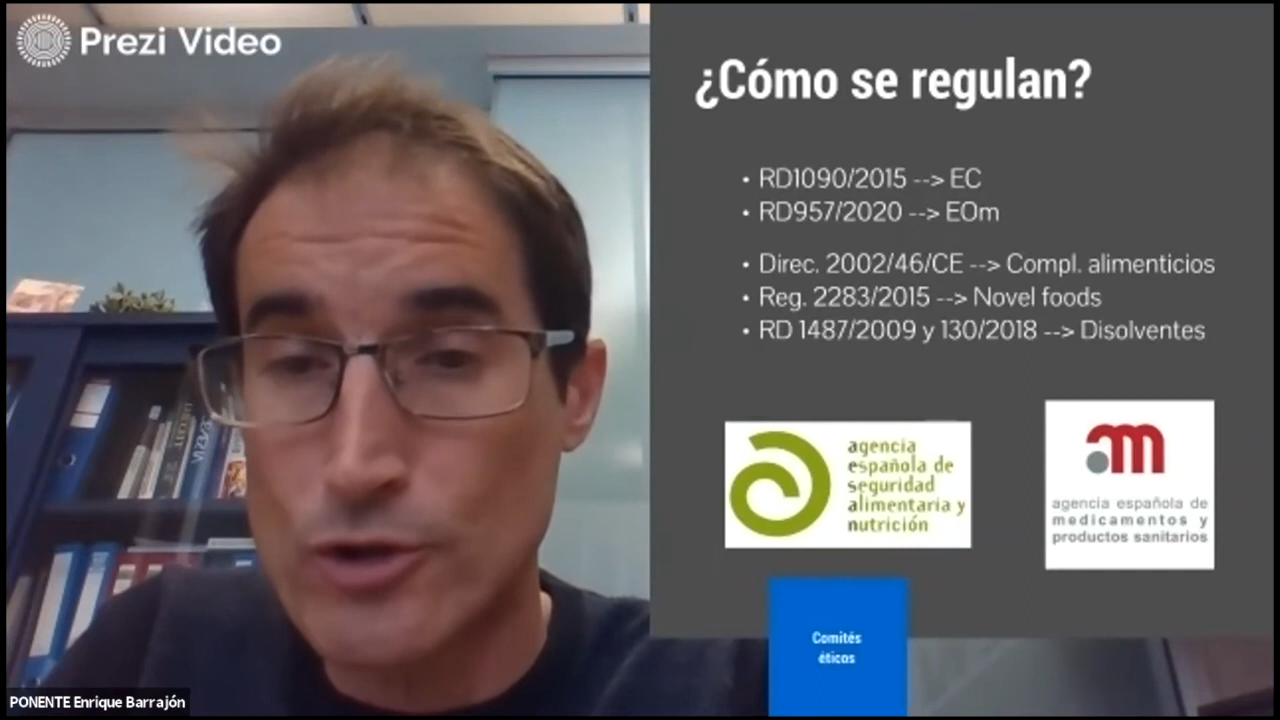 Prezi Video
¿Cómo se regulan?
• RD1090/2015 --> EC
• RD957/2020 --> EOm
• Direc. 2002/46/CE --> Compl. alimenticios
• Reg. 2283/2015 --> Novel foods
• RD 1487/2009 y 130/2018 --> Disolventes
agencia
española de
seguridad
alimentaria y
nutrición
am
agencia española de
medicamentos y
productos sanitarios
Comités
éticos
PONENTE Enrique Barrajón